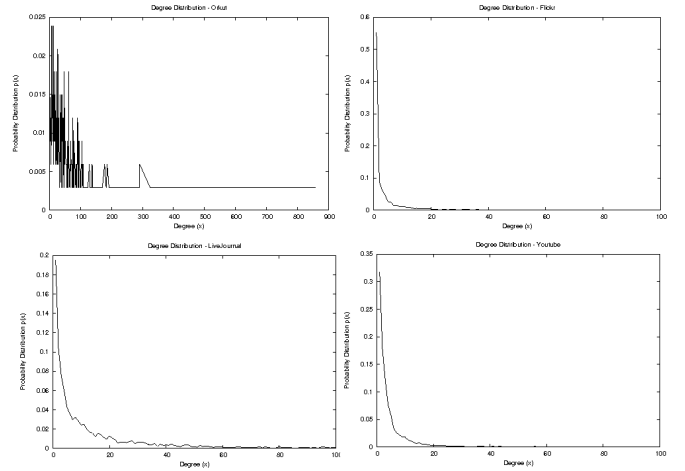 Degree Distribution - Orkut
Probability Distribution p(x)
0.025
0.02
0.015
0.01
0.005
0
0 100 200 300 400 500 600 700 800 900
Degree (x)
Degree Distribution - Flickr
Probability Distribution p(x)
0.6
0.5
0.4
0.3
0.2
0.1
0
0 20 40 60 80 100
Degree (x)
Degree Distribution - LiveJournal
Probability Distribution p(x)
0.2
0.18
0.16
0.14
0.12
0.1
0.08
0.06
0.04
0.02
0
0 20 40 60 80 100
Degree (x)
Degree Distribution - Youtube
Probability Distribution p(x)
0.35
0.3
0.25
0.2
0.15
0.1
0.05
0
0 20 40 60 80 100
Degree (x)